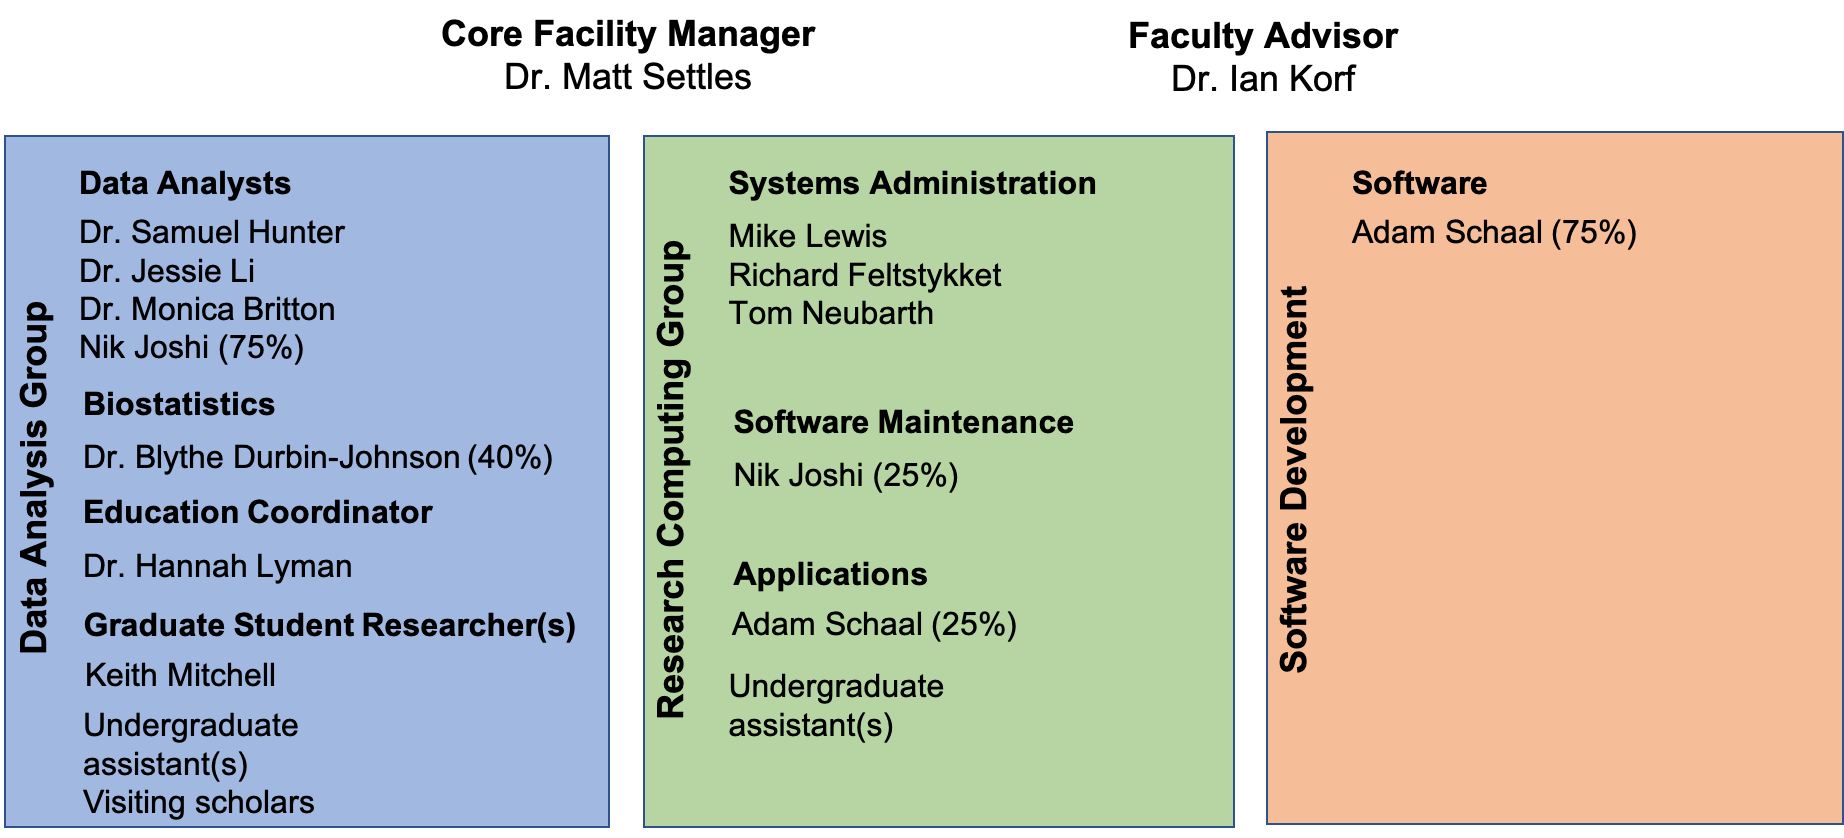 Core Facility Manager
Dr. Matt Settles
Faculty Advisor
Dr. Ian Korf
Data Analysis Group
Data Analysts
Dr. Samuel Hunter
Dr. Jessie Li
Dr. Monica Britton
Nik Joshi (75%)
Biostatistics
Dr. Blythe Durbin-Johnson (40%)
Education Coordinator
Dr. Hannah Lyman
Graduate Student Researcher(s)
Keith Mitchell
Undergraduate
assistant(s)
Visiting scholars
Research Computing Group
Systems Administration
Mike Lewis
Richard Feltstykket
Tom Neubarth
Software Maintenance
Nik Joshi (25%)
Applications
Adam Schaal (25%)
Undergraduate
assistant(s)
Software Development
Software
Adam Schaal (75%)